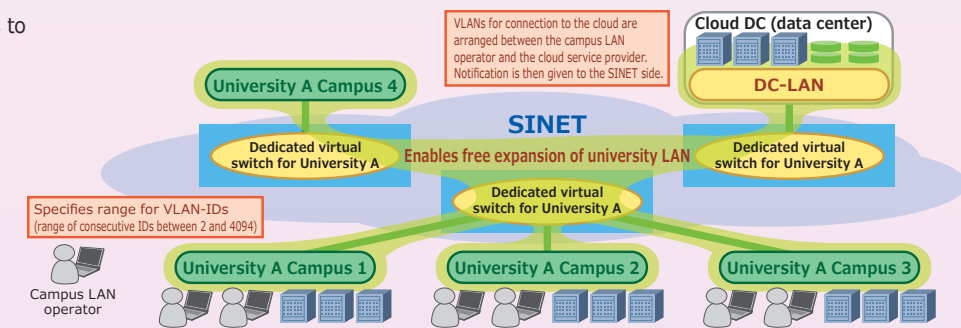 to
VLANs for connection to the cloud are
arranged between the campus LAN
operator and the cloud service provider.
Notification is then given to the SINET side.
Cloud DC (data center)
DC-LAN
University A Campus 4
SINET
Dedicated virtual
switch for University A
Enables free expansion of university LAN
Dedicated virtual
switch for University A
Dedicated virtual
switch for University A
Specifies range for VLAN-IDs
(range of consecutive IDs between 2 and 4094)
University A Campus 1
University A Campus 2
University A Campus 3
Campus LAN
operator